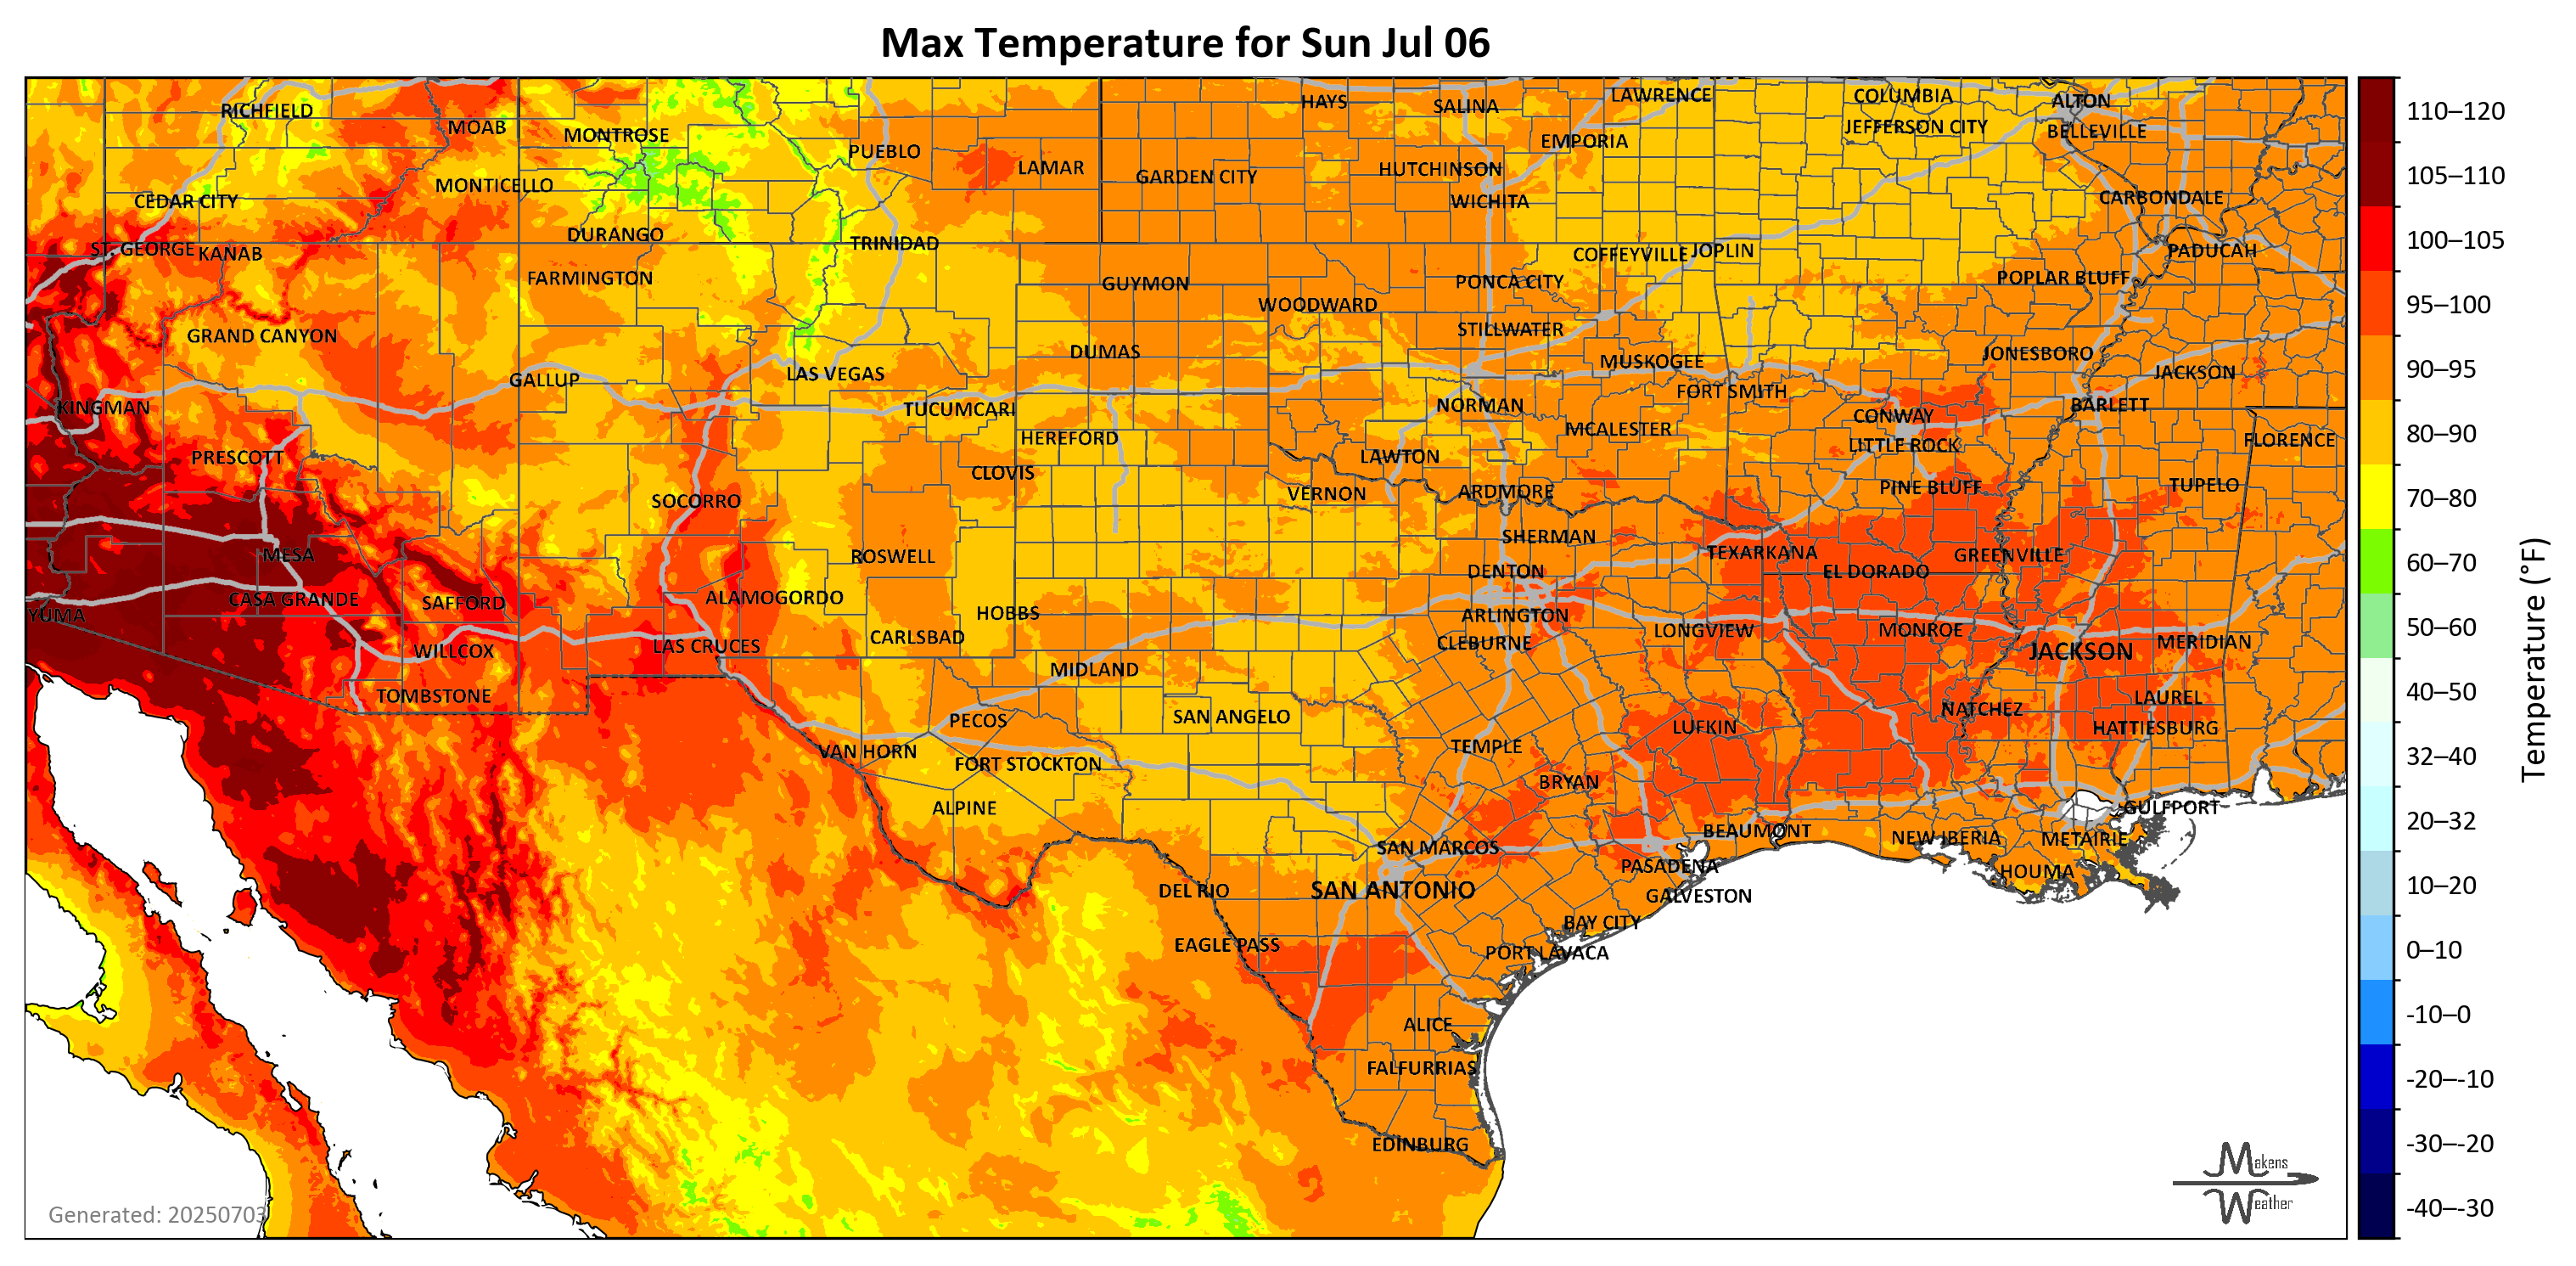 Max Temperature for Sun Jul 06
RICHFIELD
MOAB
MONTROSE
PUEBLO
LAMAR
HAYS
SALINA
LAWRENCE
COLUMBIA
ALTON
EMPORIA
JEFFERSON CITY
BELLEVILLE
MONTICELLO
GARDEN CITY
HUTCHINSON
CEDAR CITY
WICHITA
CARBONDALE
ST. GEORGE
KANAB
DURANGO
TRINIDAD
COFFEYVILLE
JOPLIN
PADUCAH
FARMINGTON
GUYMON
PONCA CITY
POPLAR BLUFF
WOODWARD
GRAND CANYON
STILLWATER
DUMAS
MUSKOGEE
JONESBORO
GALLUP
LAS VEGAS
FORT SMITH
JACKSON
KINGMAN
TUCUMCARI
NORMAN
CONWAY
BARLETT
HEREFORD
MCALESTER
LITTLE ROCK
FLORENCE
PRESCOTT
CLOVIS
LAWTON
SOCORRO
VERNON
ARDMORE
PINE BLUFF
TUPELO
MESA
ROSWELL
SHERMAN
TEXARKANA
GREENVILLE
DENTON
EL DORADO
CASA GRANDE
SAFFORD
ALAMOGORDO
YUMA
HOBBS
ARLINGTON
WILLCOX
LAS CRUCES
CARLSBAD
CLEBURNE
LONGVIEW
MONROE
JACKSON
MERIDIAN
MIDLAND
TOMBSTONE
PECOS
SAN ANGELO
NATCHEZ
LAUREL
VAN HORN
FORT STOCKTON
TEMPLE
LUFKIN
HATTIESBURG
ALPINE
BRYAN
GULFPORT
SAN MARCOS
BEAUMONT
NEW IBERIA
METAIRIE
DEL RIO
SAN ANTONIO
PASADENA
HOUMA
GALVESTON
EAGLE PASS
BAY CITY
PORT LAVACA
ALICE
FALFURRIAS
EDINBURG
Generated: 20250703
Makens
Weather
110–120
105–110
100–105
95–100
90–95
80–90
70–80
60–70
50–60
40–50
32–40
20–32
10–20
0–10
-10–0
-20–-10
-30–-20
-40–-30
Temperature (°F)